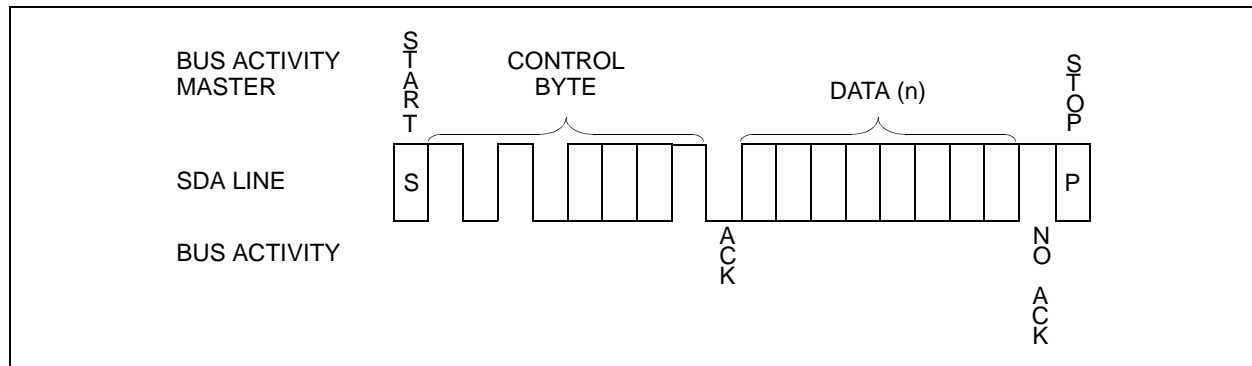 BUS ACTIVITY
MASTER
START
CONTROL
BYTE
DATA (n)
STOP
SDA LINE
S
P
BUS ACTIVITY
ACK
NO ACK